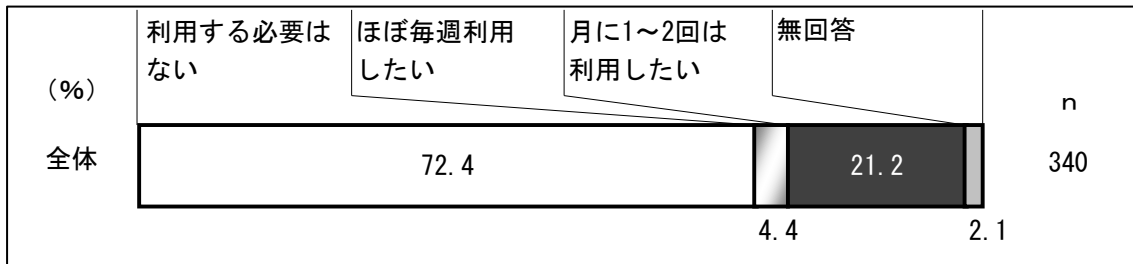 利用する必要は
ない
ほぼ毎週利用
したい
月に1～2回は
利用したい
無回答
（%）
n
全体
72.4
21.2
340
4.4
2.1